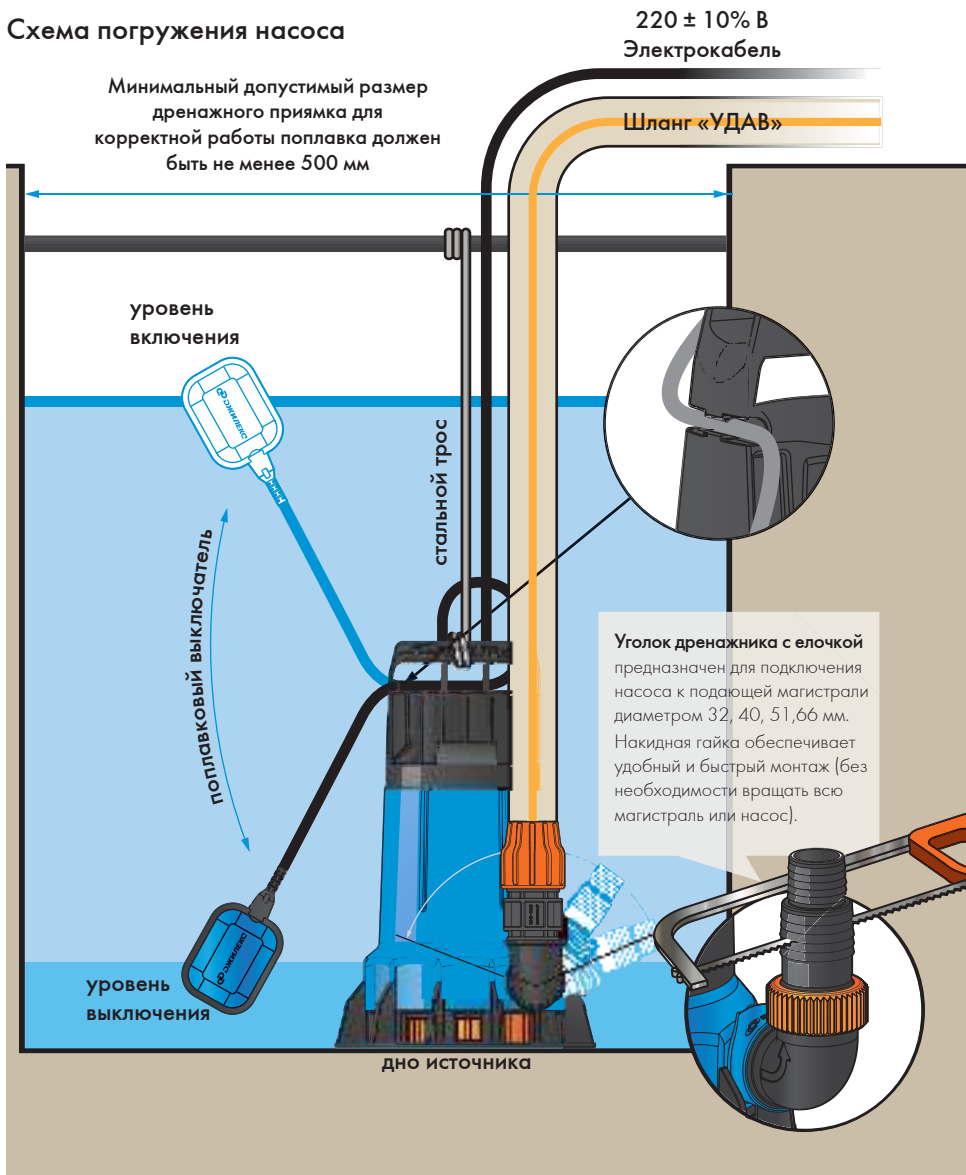 Схема погружения насоса
220 ± 10% В
Электрокабель
Минимальный допустимый размер
дренажного приямка для
корректной работы поплавка должен
быть не менее 500 мм
Шланг «УДАВ»
уровень
включения
ДЖИЛЕКС
стальной трос
поплавковый выключатель
Уголок дренажника с елочкой
предназначен для подключения
насоса к подающей магистрали
диаметром 32, 40, 51,66 мм.
Накидная гайка обеспечивает
удобный и быстрый монтаж (без
необходимости вращать всю
магистраль или насос).
ДЖИЛЕКС
уровень
выключения
дно источника